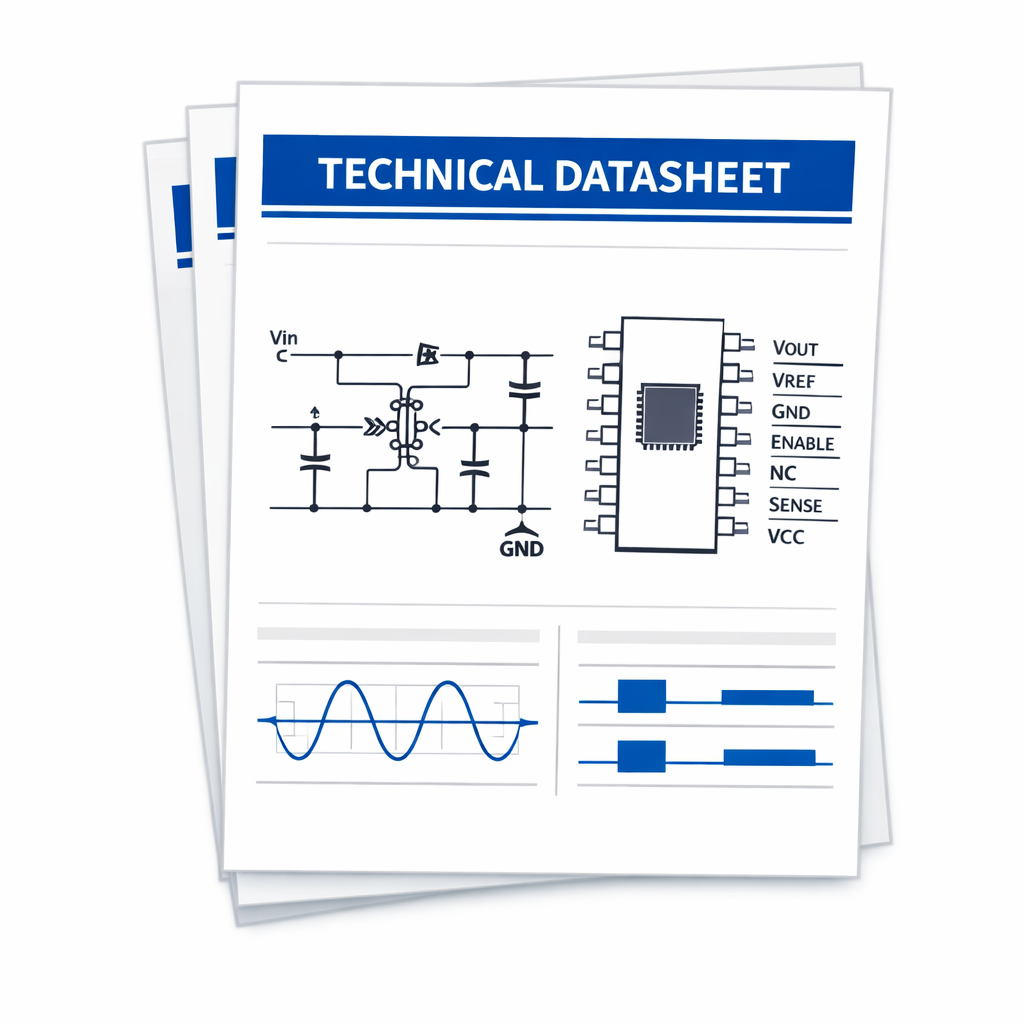 TECHNICAL DATASHEET
Vin
C
GND
VOUT
VREF
GND
ENABLE
NC
SENSE
VCC